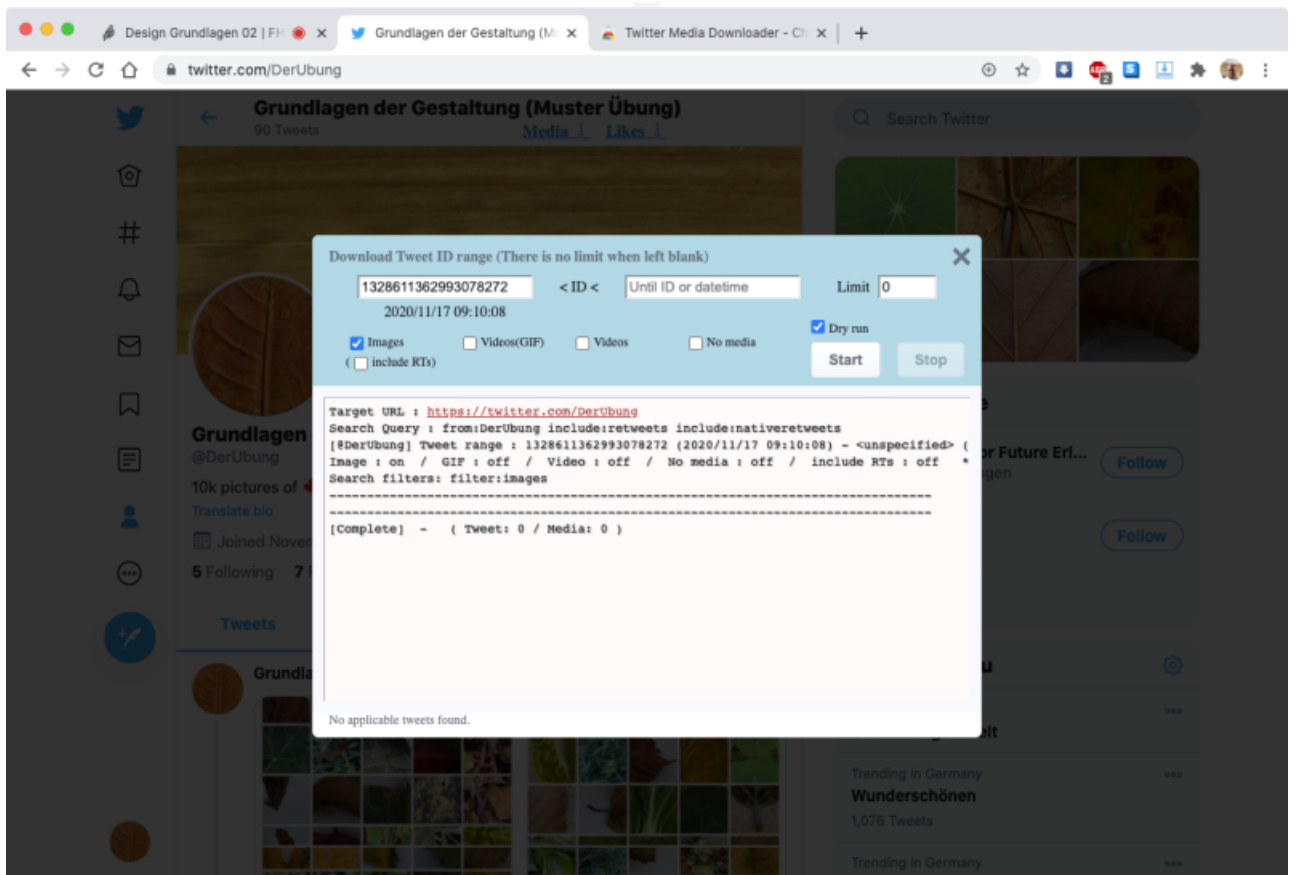 Design Grundlagen 02 | FH
Grundlagen der Gestaltung (M
Twitter Media Downloader - Ch
twitter.com/DerUbung
2
Grundlagen der Gestaltung (Muster Übung)
90 Tweets
Media Likes
Search Twitter
Download Tweet ID range (There is no limit when left blank)
1328611362993078272 < ID < Until ID or datetime Limit 0
2020/11/17 09:10:08
Dry run
Images Videos(GIF) Videos No media
( include RTs)
Start Stop
Target URL : https://twitter.com/DerUbung
Search Query : from:DerUbung include:retweets include:nativeretweets
[@DerUbung] Tweet range : 1328611362993078272 (2020/11/17 09:10:08) - <unspecified> (
Image : on / GIF : off / Video : off / No media : off / include RTs : off *
Search filters: filter:images
--------------------------------------------------------------------------------
--------------------------------------------------------------------------------
[Complete] - ( Tweet: 0 / Media: 0 )
No applicable tweets found.
Grundlagen
@DerUbung
10k pictures of
Translate bio
Joined Nover
5 Following 7
Tweets
Grundla
or Future Erl...
gen
Follow
Follow
u
elt
Trending in Germany
Wunderschönen
1,076 Tweets
Trending in Germany